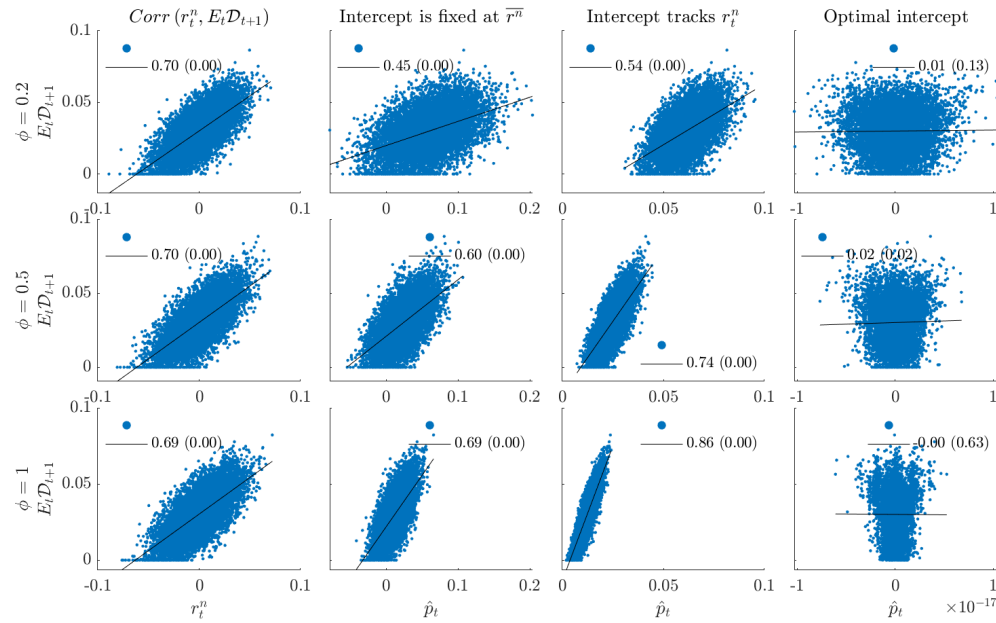 Corr (r_t^n, E_t𝒟_{t+1})
Intercept is fixed at \overline{r^n}
Intercept tracks r_t^n
Optimal intercept
ϕ = 0.2
E_t𝒟_{t+1}
0.1
0.05
0
0.70 (0.00)
0.45 (0.00)
0.54 (0.00)
0.01 (0.13)
-0.1 0 0.1
0 0.1 0.2
0 0.05 0.1
-1 0 1
ϕ = 0.5
E_t𝒟_{t+1}
0.1
0.05
0
0.70 (0.00)
0.60 (0.00)
0.74 (0.00)
0.02 (0.02)
-0.1 0 0.1
0 0.1 0.2
0 0.05 0.1
-1 0 1
ϕ = 1
E_t𝒟_{t+1}
0.1
0.05
0
0.69 (0.00)
0.69 (0.00)
0.86 (0.00)
-0.00 (0.63)
-0.1 0 0.1
0 0.1 0.2
0 0.05 0.1
-1 0 1
r_t^n
p̂_t
p̂_t
p̂_t
×10^{-17}